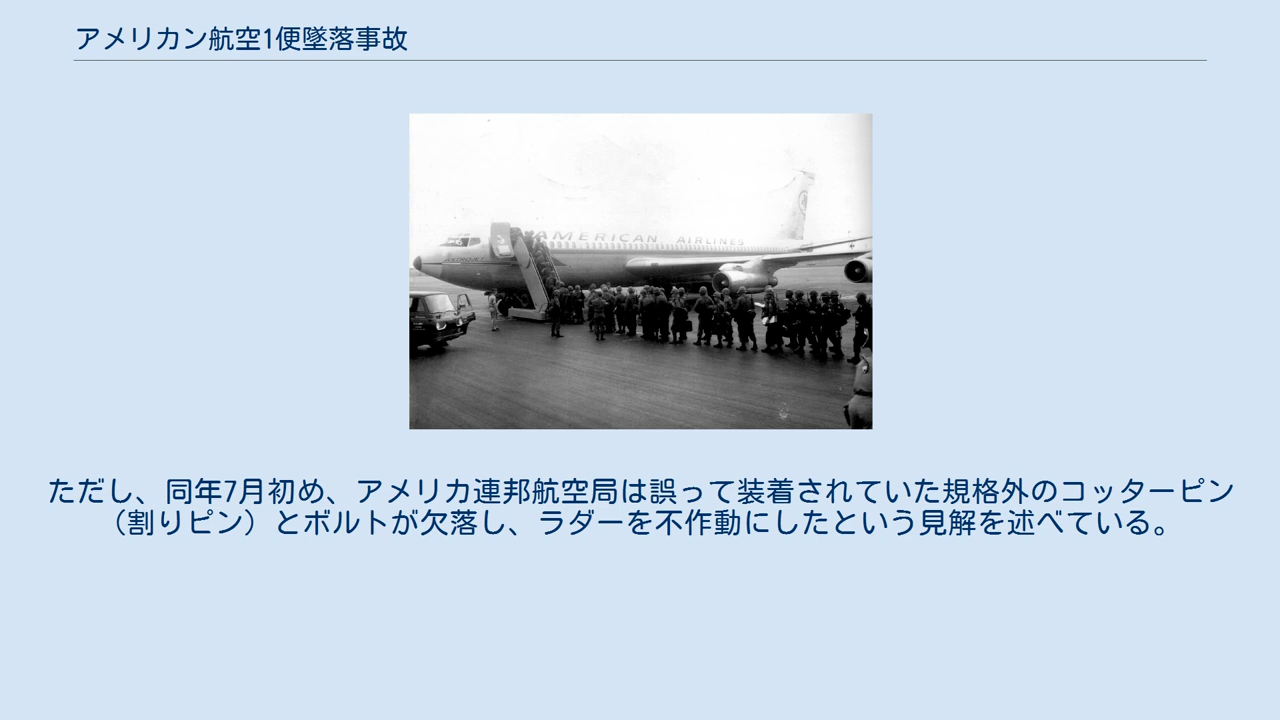 アメリカン航空1便墜落事故
AMERICAN AIRLINES
ただし、同年7月初め、アメリカ連邦航空局は誤って装着されていた規格外のコッターピン
（割りピン）とボルトが欠落し、ラダーを不作動にしたという見解を述べている。